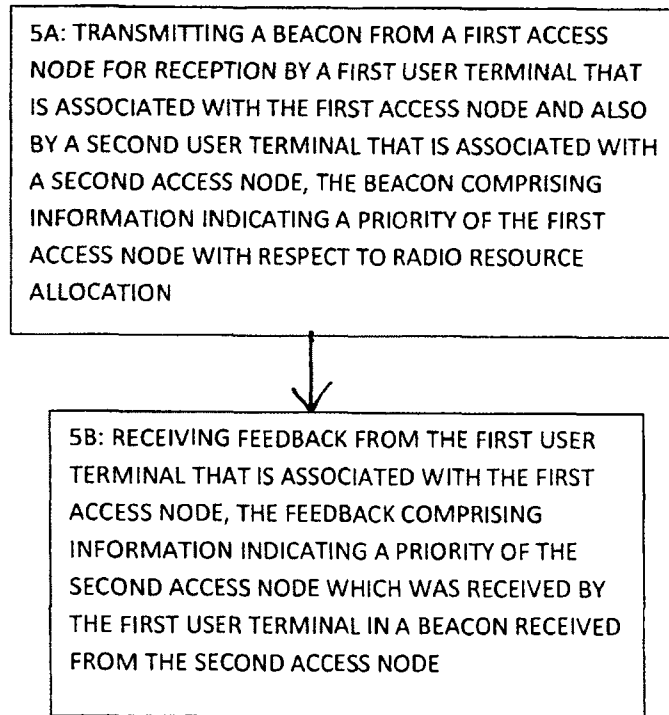 5A: TRANSMITTING A BEACON FROM A FIRST ACCESS
NODE FOR RECEPTION BY A FIRST USER TERMINAL THAT
IS ASSOCIATED WITH THE FIRST ACCESS NODE AND ALSO
BY A SECOND USER TERMINAL THAT IS ASSOCIATED WITH
A SECOND ACCESS NODE, THE BEACON COMPRISING
INFORMATION INDICATING A PRIORITY OF THE FIRST
ACCESS NODE WITH RESPECT TO RADIO RESOURCE
ALLOCATION
5B: RECEIVING FEEDBACK FROM THE FIRST USER
TERMINAL THAT IS ASSOCIATED WITH THE FIRST
ACCESS NODE, THE FEEDBACK COMPRISING
INFORMATION INDICATING A PRIORITY OF THE
SECOND ACCESS NODE WHICH WAS RECEIVED BY
THE FIRST USER TERMINAL IN A BEACON RECEIVED
FROM THE SECOND ACCESS NODE